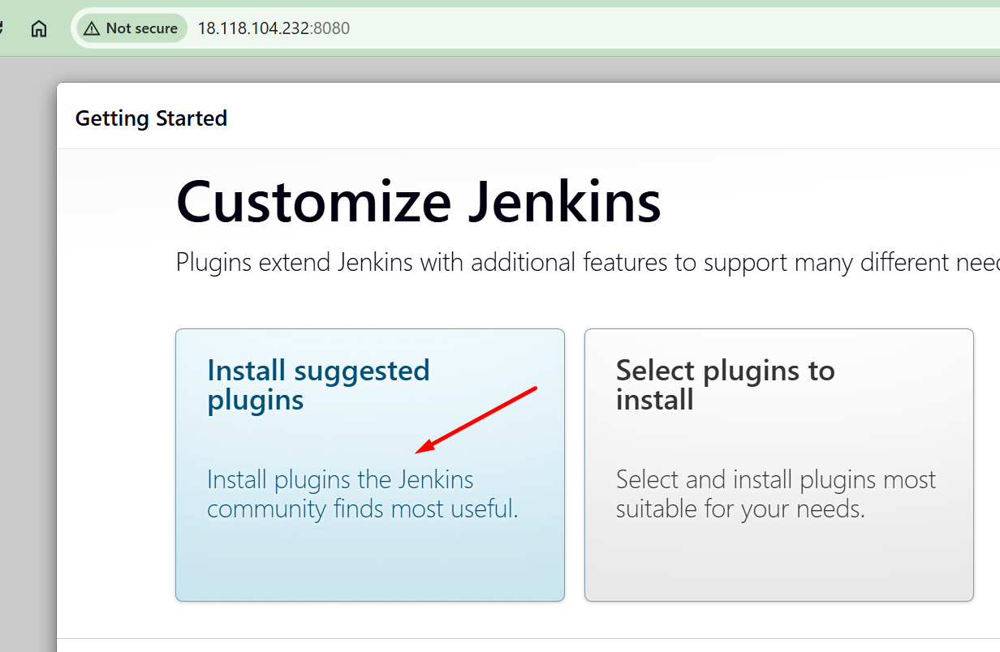 Not secure 18.118.104.232:8080
Getting Started
Customize Jenkins
Plugins extend Jenkins with additional features to support many different
Install suggested
plugins
Install plugins the Jenkins
community finds most useful.
Select plugins to
install
Select and install plugins most
suitable for your needs.